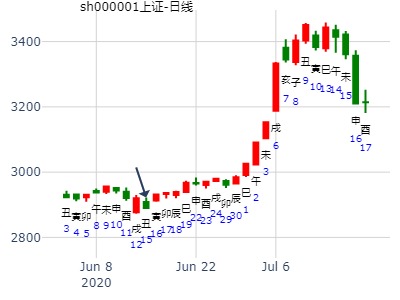 sh000001上证-日线
3400
3200
3000
2800
丑 寅 卯 午 未 申 酉 戌 丑 寅 卯 辰 巳 申 酉 戌 卯 辰 巳 午 未 戌 亥 子 丑 寅 巳 午 未 申 酉
3 4 5 8 9 10 11 12 15 16 17 18 19 22 23 24 29 30 1 2 3 6 7 8 9 10 13 14 15 16 17
Jun 8 Jun 22 Jul 6
2020